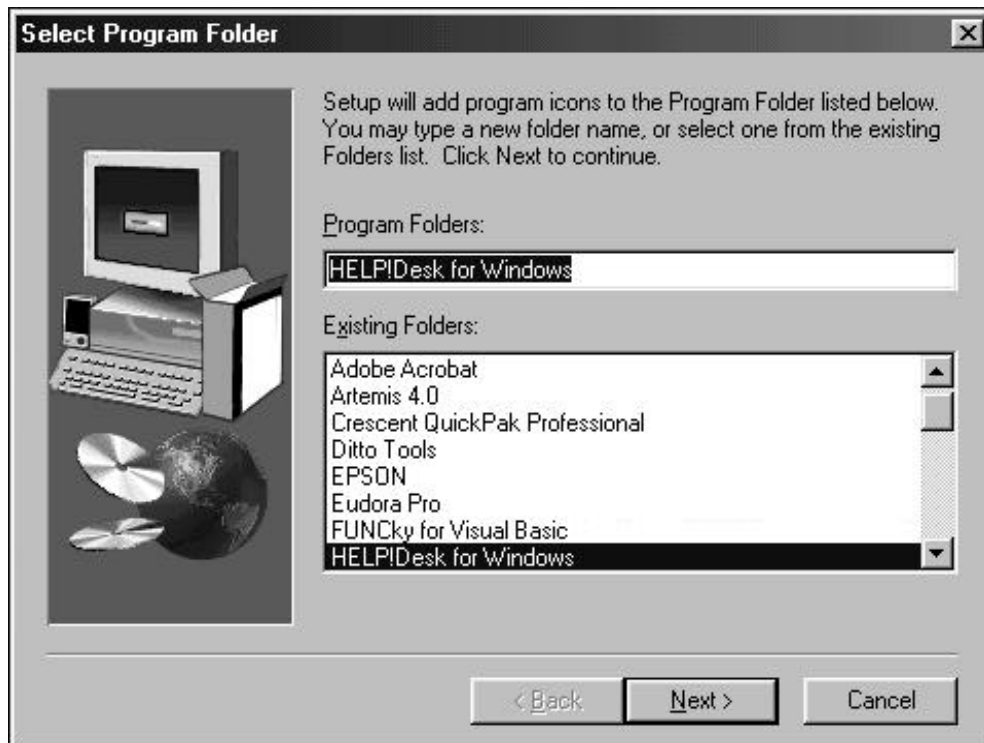 Select Program Folder
Setup will add program icons to the Program Folder listed below.
You may type a new folder name, or select one from the existing
Folders list.  Click Next to continue.
Program Folders:
HELP!Desk for Windows
Existing Folders:
Adobe Acrobat
Artemis 4.0
Crescent QuickPak Professional
Ditto Tools
EPSON
Eudora Pro
FUNCky for Visual Basic
HELP!Desk for Windows
< Back
Next >
Cancel